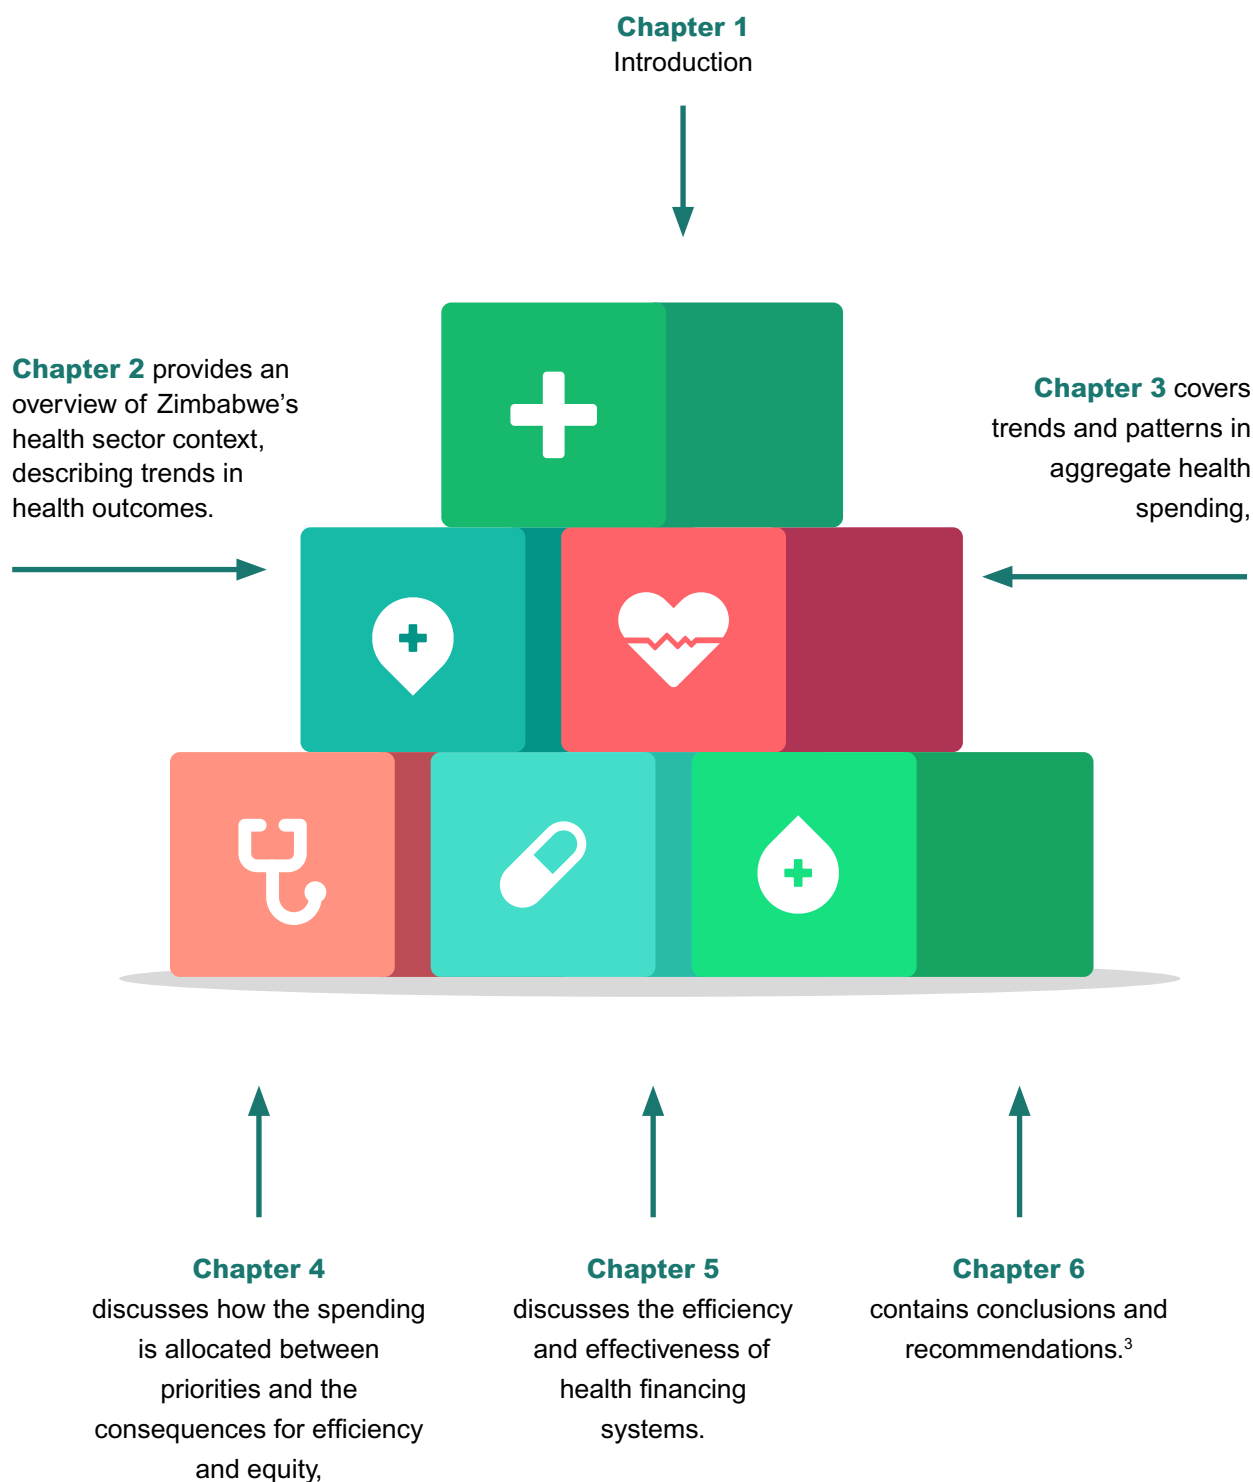 Chapter 1
Introduction
Chapter 2 provides an
overview of Zimbabwe’s
health sector context,
describing trends in
health outcomes.
Chapter 3 covers
trends and patterns in
aggregate health
spending,
Chapter 4
discusses how the spending
is allocated between
priorities and the
consequences for efficiency
and equity,
Chapter 5
discusses the efficiency
and effectiveness of
health financing
systems.
Chapter 6
contains conclusions and
recommendations.³